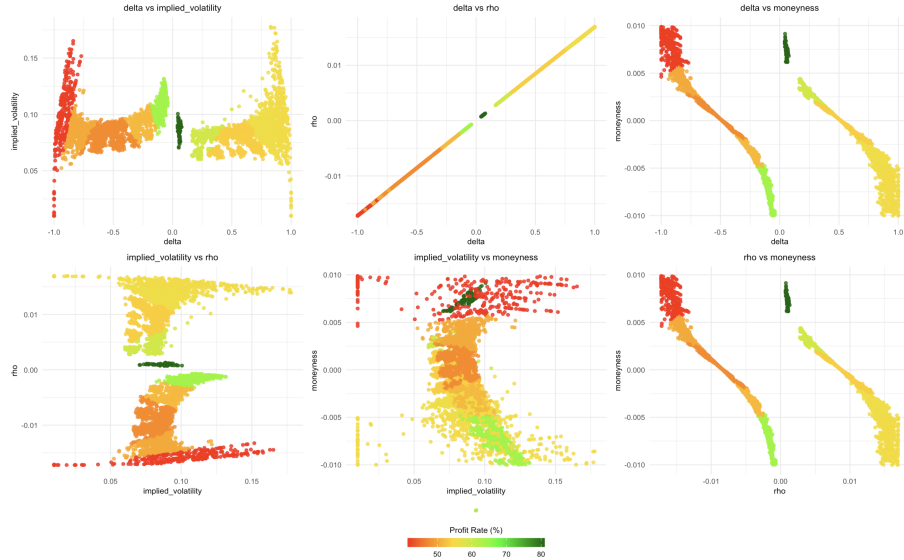 delta vs implied_volatility
delta vs rho
delta vs moneyness
implied_volatility
0.15
0.10
0.05
-1.0 -0.5 0.0 0.5 1.0
delta
rho
0.01
0.00
-0.01
-1.0 -0.5 0.0 0.5 1.0
delta
moneyness
0.010
0.005
0.000
-0.005
-0.010
-1.0 -0.5 0.0 0.5 1.0
delta
implied_volatility vs rho
implied_volatility vs moneyness
rho vs moneyness
rho
0.01
0.00
-0.01
0.05 0.10 0.15
implied_volatility
moneyness
0.010
0.005
0.000
-0.005
-0.010
0.05 0.10 0.15
implied_volatility
moneyness
0.010
0.005
0.000
-0.005
-0.010
-0.01 0.00 0.01
rho
Profit Rate (%)
50 60 70 80